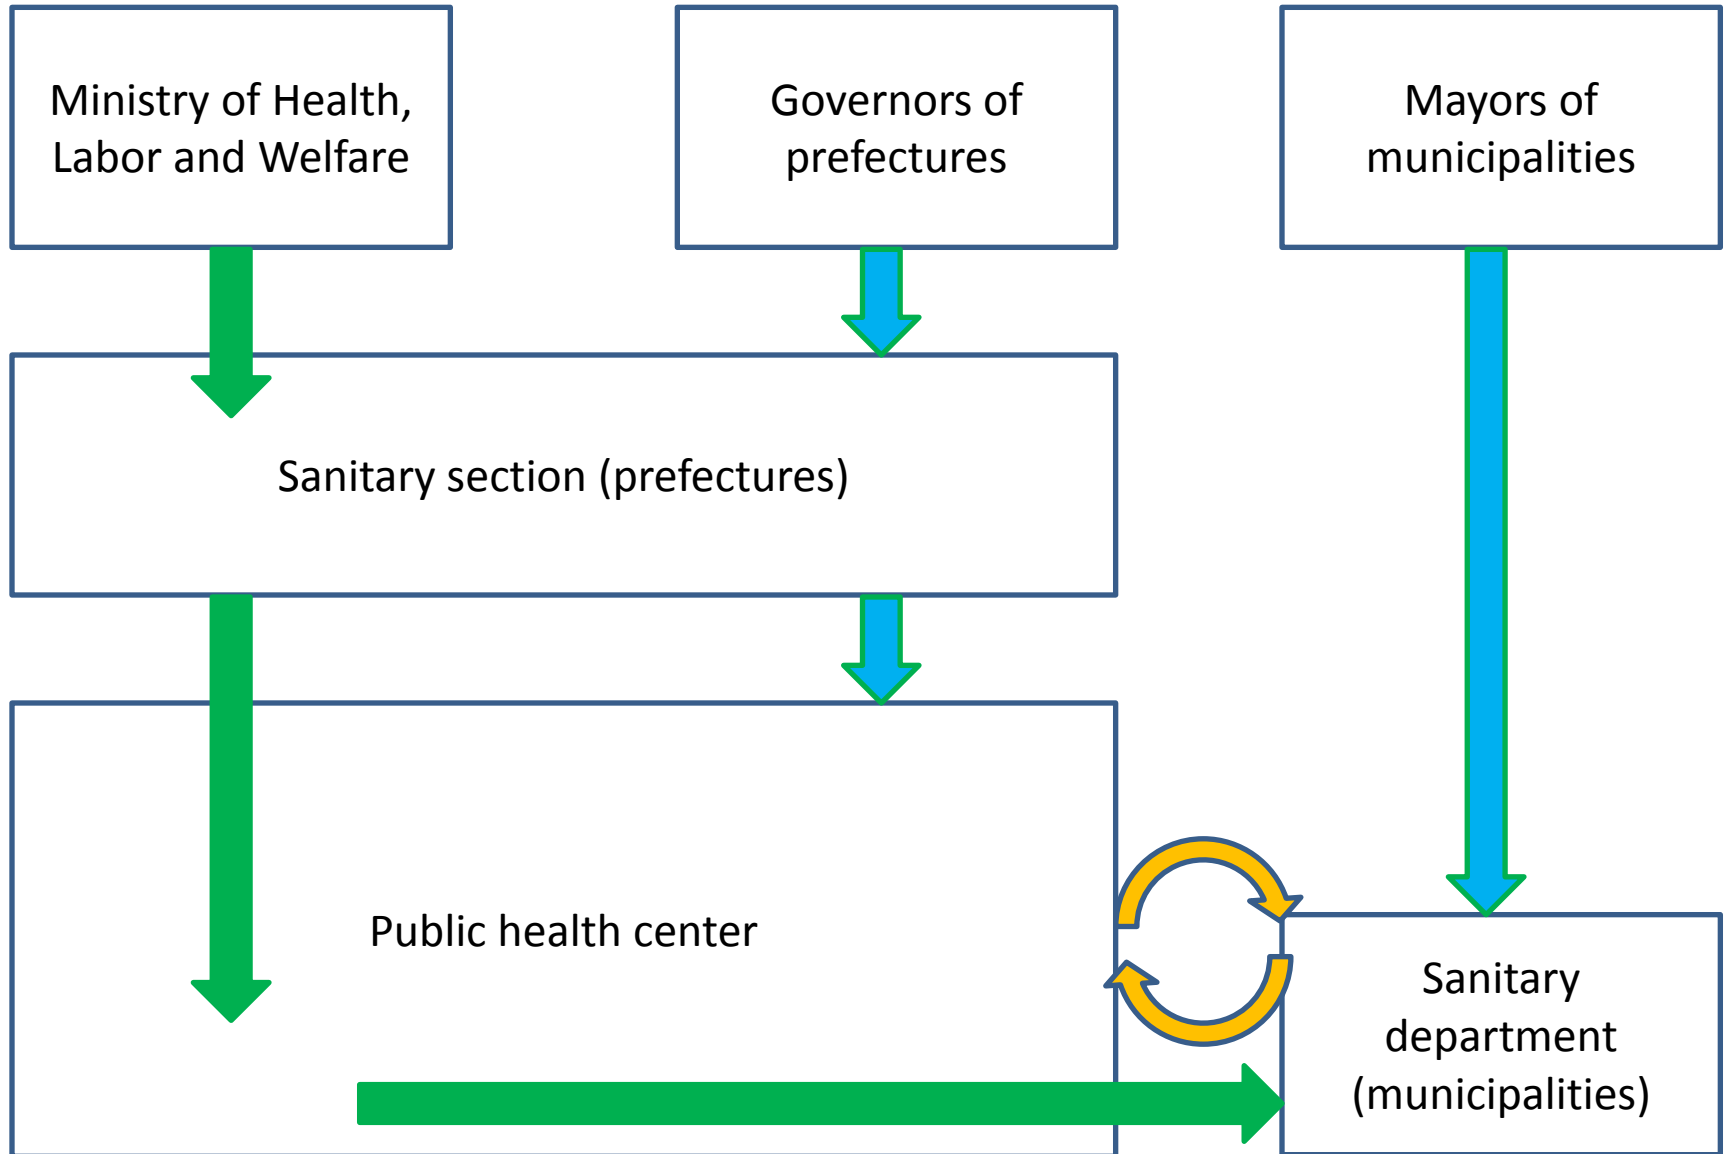 Ministry of Health,
Labor and Welfare
Governors of
prefectures
Mayors of
municipalities
Sanitary section (prefectures)
Public health center
Sanitary
department
(municipalities)